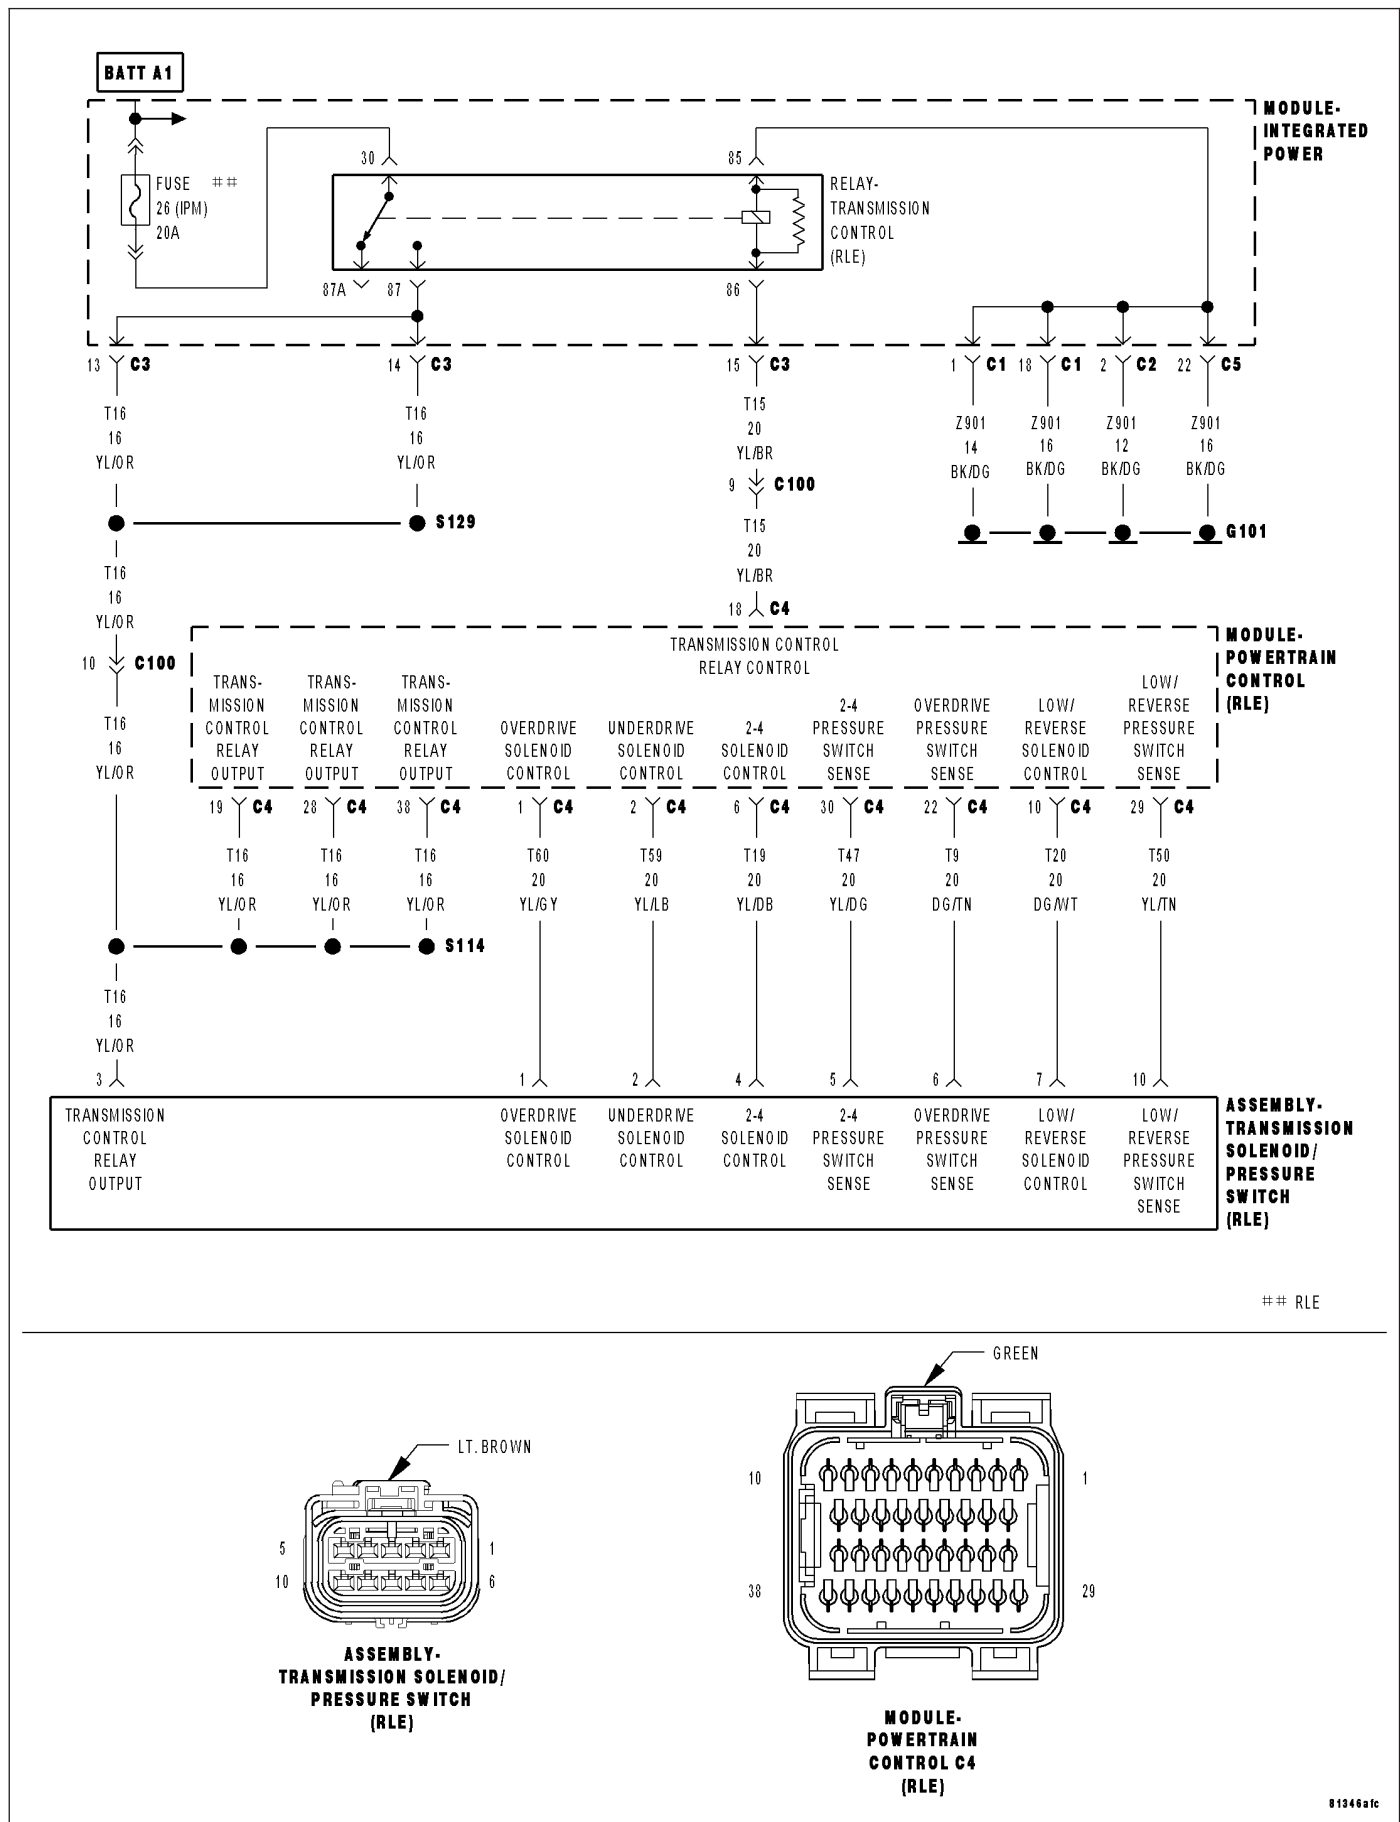 BATT A1
MODULE-
INTEGRATED
POWER
FUSE ##
26 (IPM)
20A
30
85
RELAY-
TRANSMISSION
CONTROL
(RLE)
87A 87
86
13 C3
14 C3
15 C3
1 C1
18 C1
2 C2
22 C5
T16
16
YL/OR
T16
16
YL/OR
T15
20
YL/BR
Z901
14
BK/DG
Z901
16
BK/DG
Z901
12
BK/DG
Z901
16
BK/DG
9 C100
S129
G101
T16
16
YL/OR
T15
20
YL/BR
18 C4
10 C100
T16
16
YL/OR
TRANSMISSION CONTROL
RELAY CONTROL
MODULE-
POWERTRAIN
CONTROL
(RLE)
TRANS-
MISSION
CONTROL
RELAY
OUTPUT
TRANS-
MISSION
CONTROL
RELAY
OUTPUT
TRANS-
MISSION
CONTROL
RELAY
OUTPUT
OVERDRIVE
SOLENOID
CONTROL
UNDERDRIVE
SOLENOID
CONTROL
2-4
SOLENOID
CONTROL
2-4
PRESSURE
SWITCH
SENSE
OVERDRIVE
PRESSURE
SWITCH
SENSE
LOW/
REVERSE
SOLENOID
CONTROL
LOW/
REVERSE
PRESSURE
SWITCH
SENSE
19 C4
28 C4
38 C4
1 C4
2 C4
6 C4
30 C4
22 C4
10 C4
29 C4
T16
16
YL/OR
T16
16
YL/OR
T16
16
YL/OR
T60
20
YL/GY
T59
20
YL/LB
T19
20
YL/DB
T47
20
YL/DG
T9
20
DG/TN
T20
20
DG/WT
T50
20
YL/TN
S114
T16
16
YL/OR
3
1
2
4
5
6
7
10
TRANSMISSION
CONTROL
RELAY
OUTPUT
OVERDRIVE
SOLENOID
CONTROL
UNDERDRIVE
SOLENOID
CONTROL
2-4
SOLENOID
CONTROL
2-4
PRESSURE
SWITCH
SENSE
OVERDRIVE
PRESSURE
SWITCH
SENSE
LOW/
REVERSE
SOLENOID
CONTROL
LOW/
REVERSE
PRESSURE
SWITCH
SENSE
ASSEMBLY-
TRANSMISSION
SOLENOID/
PRESSURE
SWITCH
(RLE)
## RLE
LT. BROWN
5
1
10
6
ASSEMBLY-
TRANSMISSION SOLENOID/
PRESSURE SWITCH
(RLE)
GREEN
10
1
38
29
MODULE-
POWERTRAIN
CONTROL C4
(RLE)
81346afc